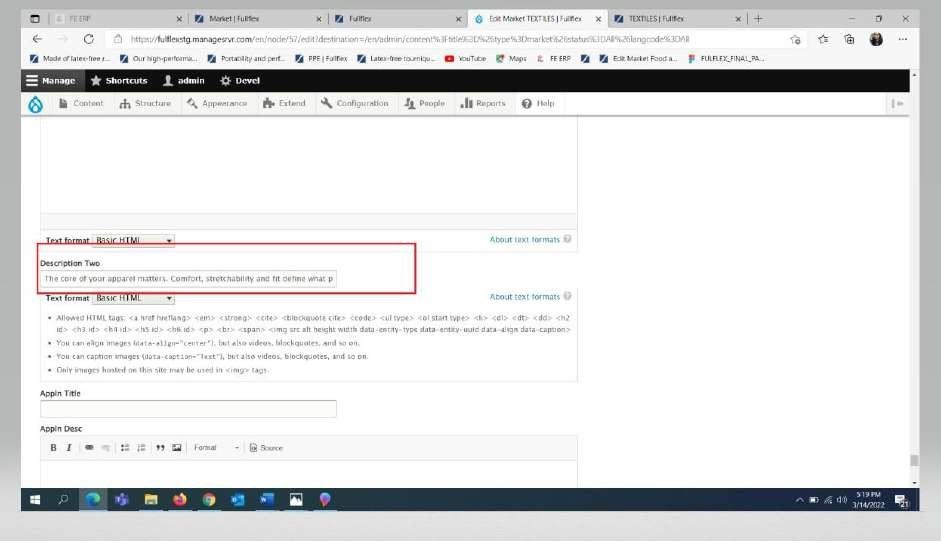 FE ERP
Market | Fullflex
Fullflex
Edit Market TEXTILES | Fullflex
TEXTILES | Fullflex
https://fulflexstg.managesrvr.com/en/node/57/edit?destination=/en/admin/content%3Ftitle%3D%26type%3Dmarket%26status%3DAll%26langcode%3DAll
Made of latex-free r...
Our high-performa...
Portability and perf...
PPE | Fullflex
Latex-free tourniqu...
YouTube
Maps
FE ERP
Edit Market Food a...
FULFLEX_FINAL_PA...
Manage Shortcuts admin Devel
Content Structure Appearance Extend Configuration People Reports Help
Text format Basic HTML About text formats
Description Two
The core of your apparel matters. Comfort, stretchability and fit define what p
Text format Basic HTML About text formats
Allowed HTML tags: <a href hreflang> <em> <strong> <cite> <blockquote cite> <code> <ul type> <ol start type> <li> <dl> <dt> <dd> <h2
id> <h3 id> <h4 id> <h5 id> <h6 id> <p> <br> <span> <img src alt height width data-entity-type data-entity-uuid data-align data-caption>
You can align images (data-align="center"), but also videos, blockquotes, and so on.
You can caption images (data-caption="Text"), but also videos, blockquotes, and so on.
Only images hosted on this site may be used in <img> tags.
AppIn Title
AppIn Desc
B I Format Source
5:19 PM
3/14/2022
21